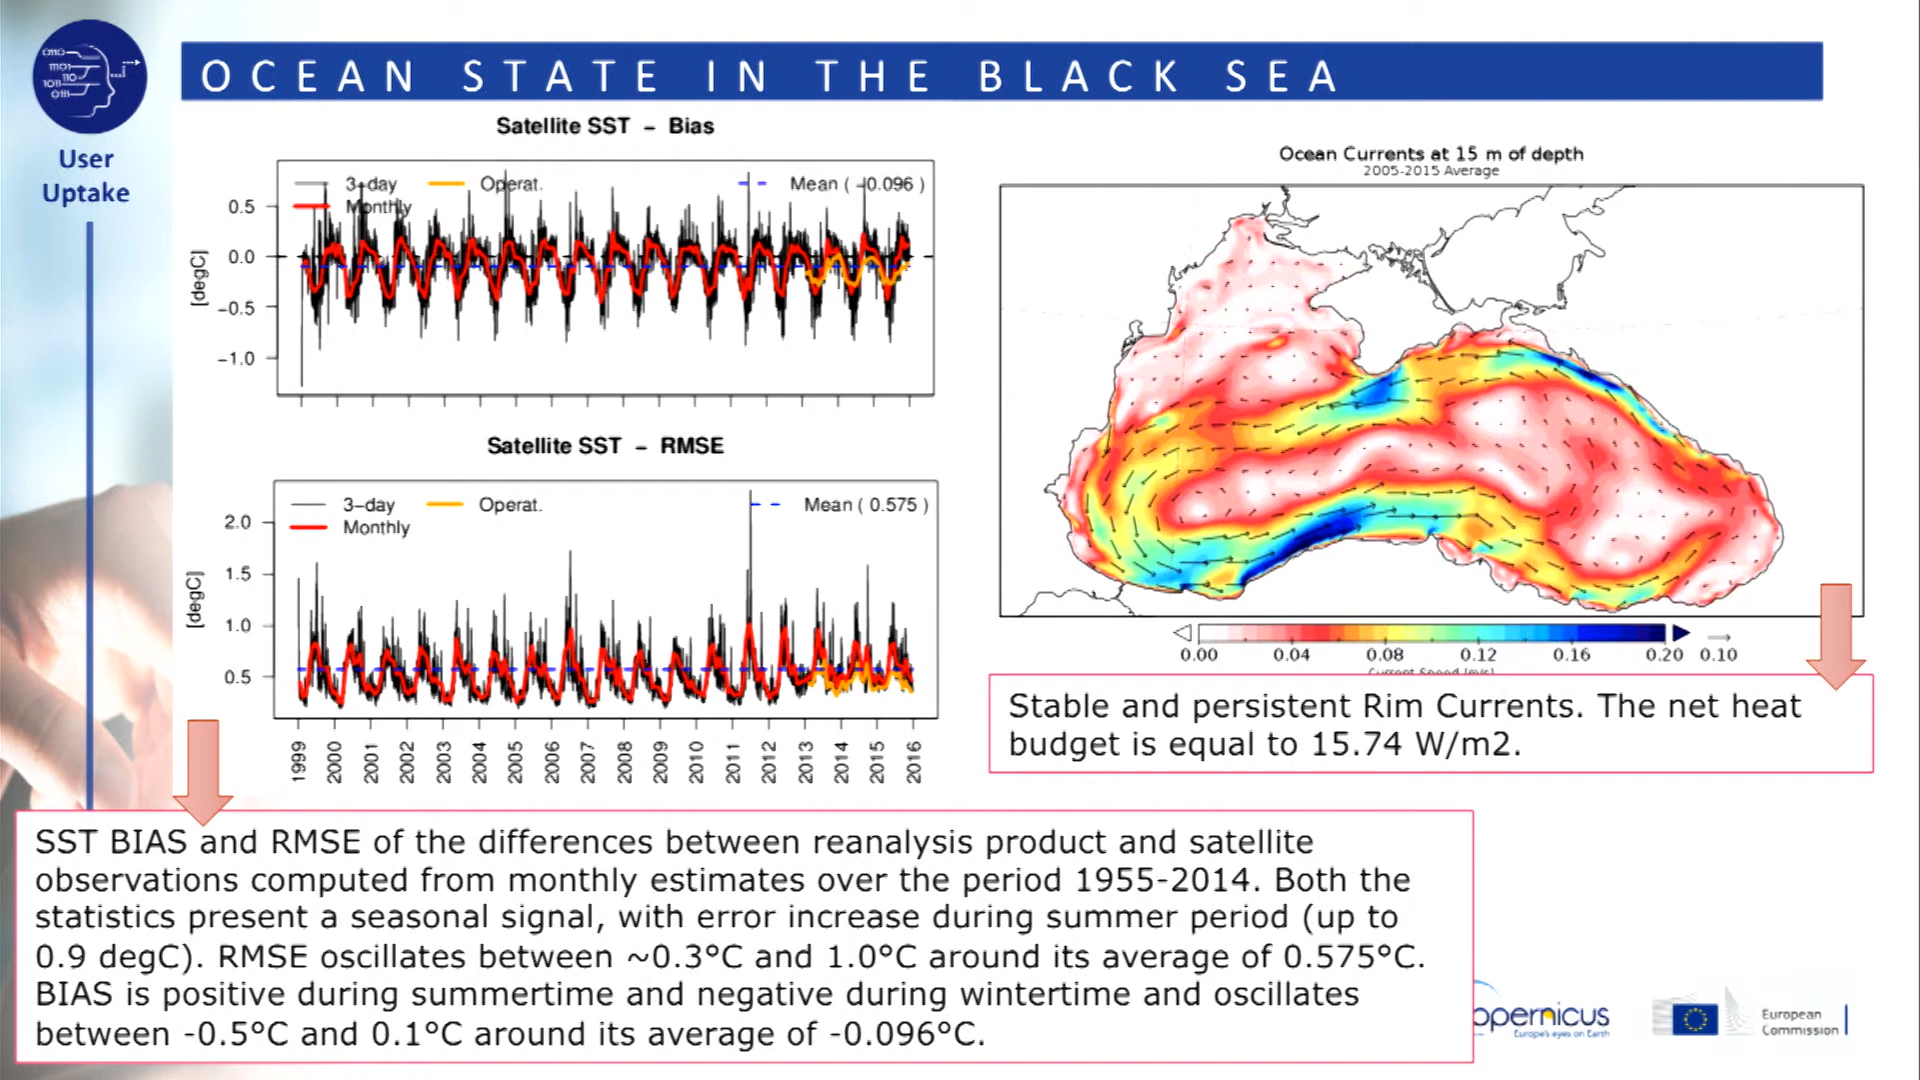 OCEAN STATE IN THE BLACK SEA
User
Uptake
Satellite SST – Bias
3-day
Operat.
Mean ( -0.096 )
Monthly
[degC]
0.5
0.0
-0.5
-1.0
Satellite SST – RMSE
3-day
Operat.
Mean ( 0.575 )
Monthly
[degC]
2.0
1.5
1.0
0.5
1999 2000 2001 2002 2003 2004 2005 2006 2007 2008 2009 2010 2011 2012 2013 2014 2015 2016
Ocean Currents at 15 m of depth
2005-2015 Average
0.00 0.04 0.08 0.12 0.16 0.20 0.10
Current Speed (m/s)
Stable and persistent Rim Currents. The net heat
budget is equal to 15.74 W/m2.
SST BIAS and RMSE of the differences between reanalysis product and satellite
observations computed from monthly estimates over the period 1955-2014. Both the
statistics present a seasonal signal, with error increase during summer period (up to
0.9 degC). RMSE oscillates between ~0.3°C and 1.0°C around its average of 0.575°C.
BIAS is positive during summertime and negative during wintertime and oscillates
between -0.5°C and 0.1°C around its average of -0.096°C.
opernicus
Europe's eyes on Earth
European
Commission